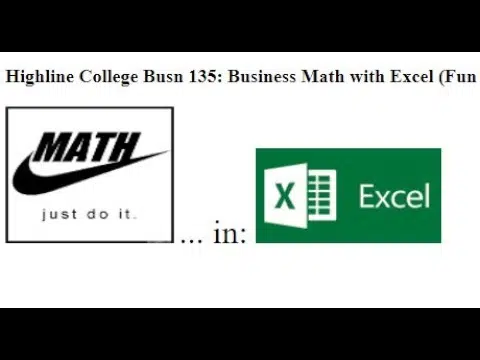 Highline College Busn 135: Business Math with Excel (Fun
MATH
just do it.
... in:
X
Excel